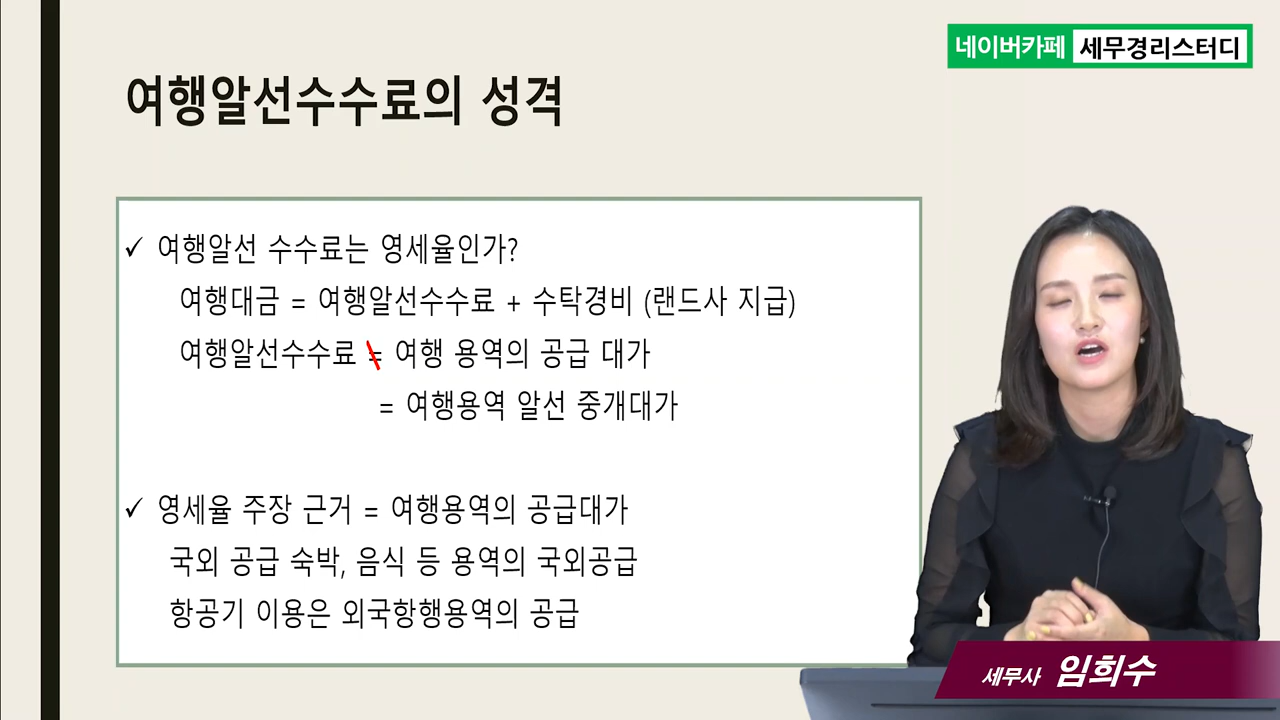 네이버카페 세무경리스터디
여행알선수수료의 성격
✓ 여행알선 수수료는 영세율인가?
여행대금 = 여행알선수수료 + 수탁경비 (랜드사 지급)
여행알선수수료 ≠ 여행 용역의 공급 대가
= 여행용역 알선 중개대가
✓ 영세율 주장 근거 = 여행용역의 공급대가
국외 공급 숙박, 음식 등 용역의 국외공급
항공기 이용은 외국항행용역의 공급
세무사 임희수